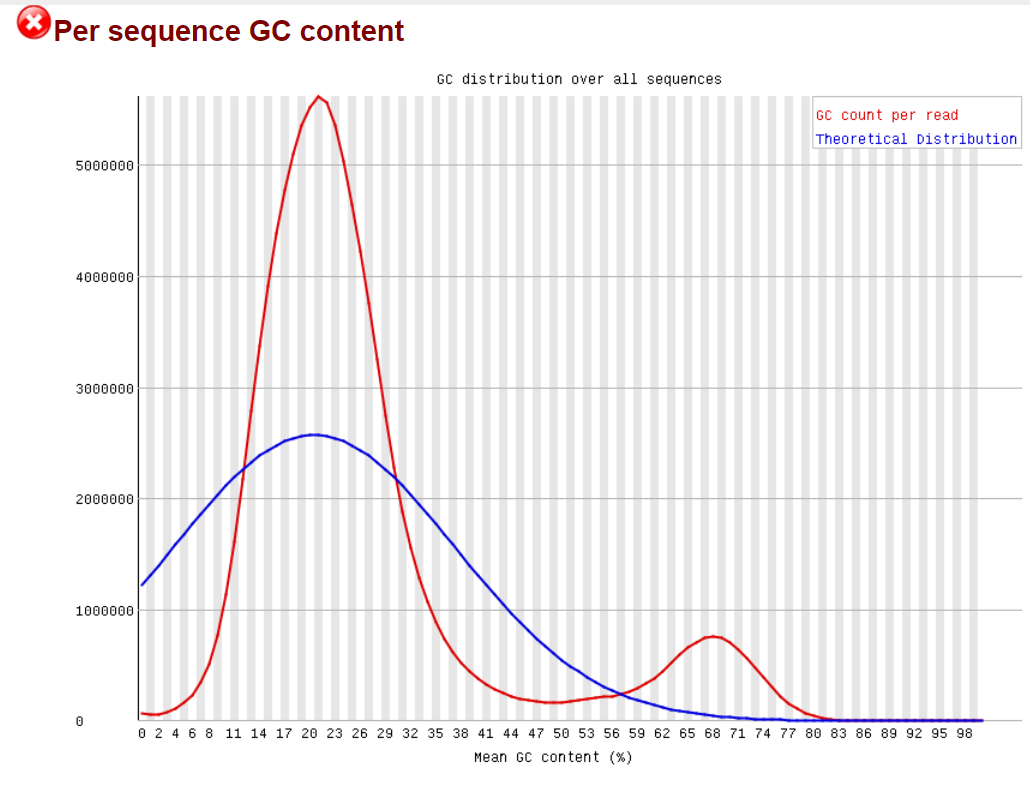 Per sequence GC content
GC distribution over all sequences
GC count per read
Theoretical Distribution
5000000
4000000
3000000
2000000
1000000
0
0 2 4 6 8 11 14 17 20 23 26 29 32 35 38 41 44 47 50 53 56 59 62 65 68 71 74 77 80 83 86 89 92 95 98
Mean GC content (%)